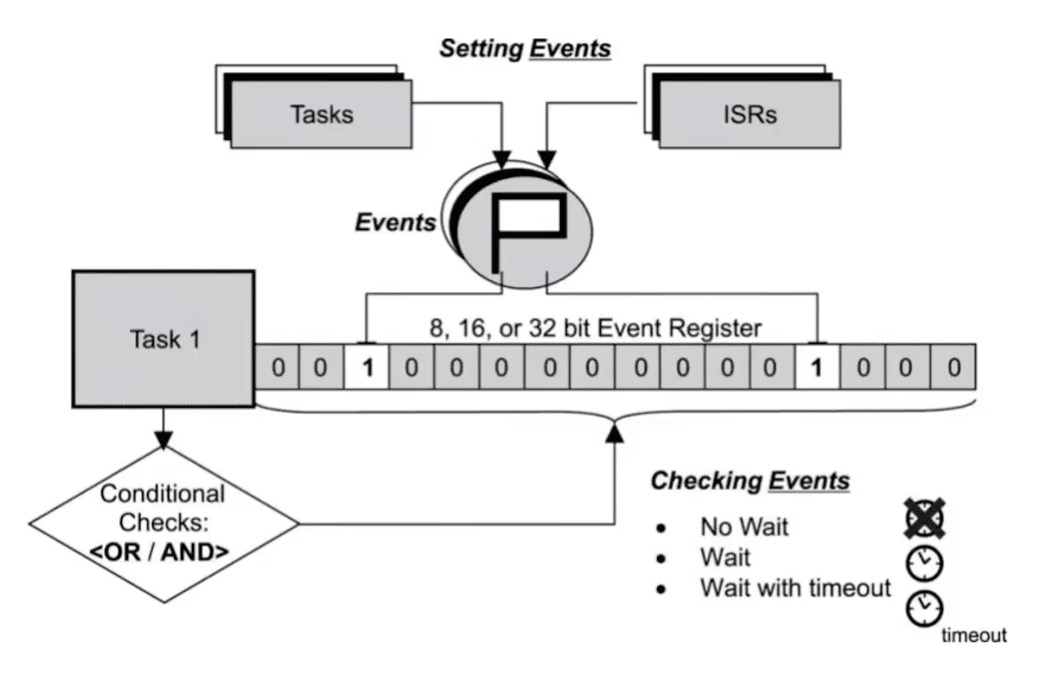 Setting Events
Tasks
ISRs
Events
Task 1
8, 16, or 32 bit Event Register
0 0 1 0 0 0 0 0 0 0 0 0 1 0 0 0
Conditional
Checks:
<OR / AND>
Checking Events
• No Wait
• Wait
• Wait with timeout
timeout